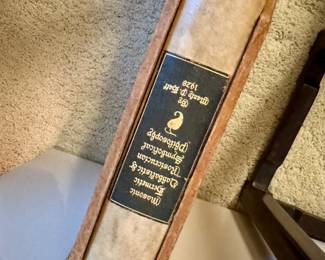 Masonic
Hermetic
Qabbalistic &
Rosicrucian
Symbolical
Philosophy
By
Manly P. Hall
1928